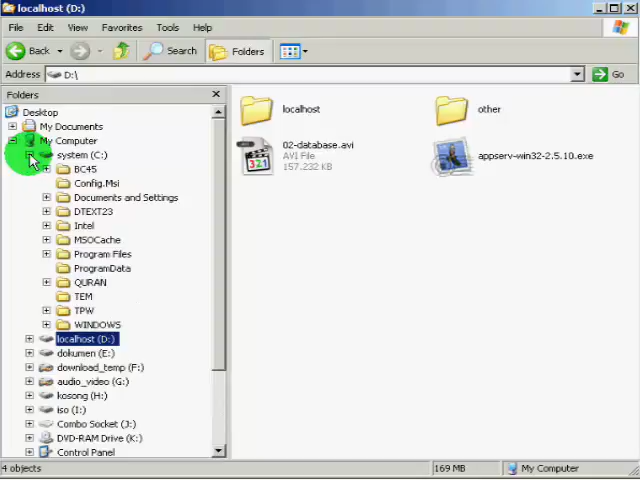 localhost (D:)
File Edit View Favorites Tools Help
Back Search Folders
Address D:\ Go
Folders
Desktop
My Documents
My Computer
system (C:)
BC45
Config.Msi
Documents and Settings
DTEXT23
Intel
MSOCache
Program Files
ProgramData
QURAN
TEM
TPW
WINDOWS
localhost (D:)
dokumen (E:)
download_temp (F:)
audio_video (G:)
kosong (H:)
iso (I:)
Combo Socket (J:)
DVD-RAM Drive (K:)
Control Panel
localhost
other
02-database.avi
AVI File
157.232 KB
appserv-win32-2.5.10.exe
4 objects
169 MB
My Computer